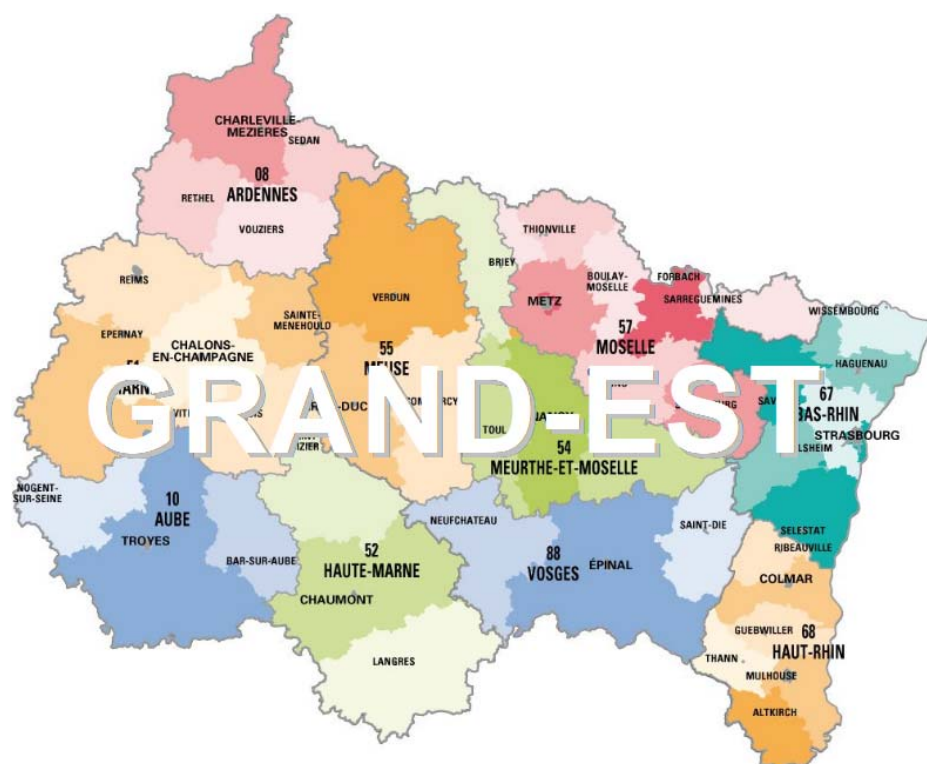 CHARLEVILLE-
MEZIÈRES
SEDAN
08
ARDENNES
RETHEL
VOUZIERS
THIONVILLE
BRIEY
BOULAY-
MOSELLE
FORBACH
SARREGUEMINES
METZ
57
MOSELLE
REIMS
VERDUN
SAINTE-
MENEHOULD
EPERNAY
CHALONS-
EN-CHAMPAGNE
55
MEUSE
WISSEMBOURG
HAGUENAU
67
BAS-RHIN
STRASBOURG
GRAND-EST
TOUL
54
MEURTHE-ET-MOSELLE
NOGENT-
SUR-SEINE
10
AUBE
TROYES
BAR-SUR-AUBE
52
HAUTE-MARNE
CHAUMONT
LANGRES
NEUFCHATEAU
88
VOSGES
ÉPINAL
SAINT-DIE
SELESTAT
RIBEAUVILLE
COLMAR
GUEBWILLER
68
HAUT-RHIN
THANN
MULHOUSE
ALTKIRCH